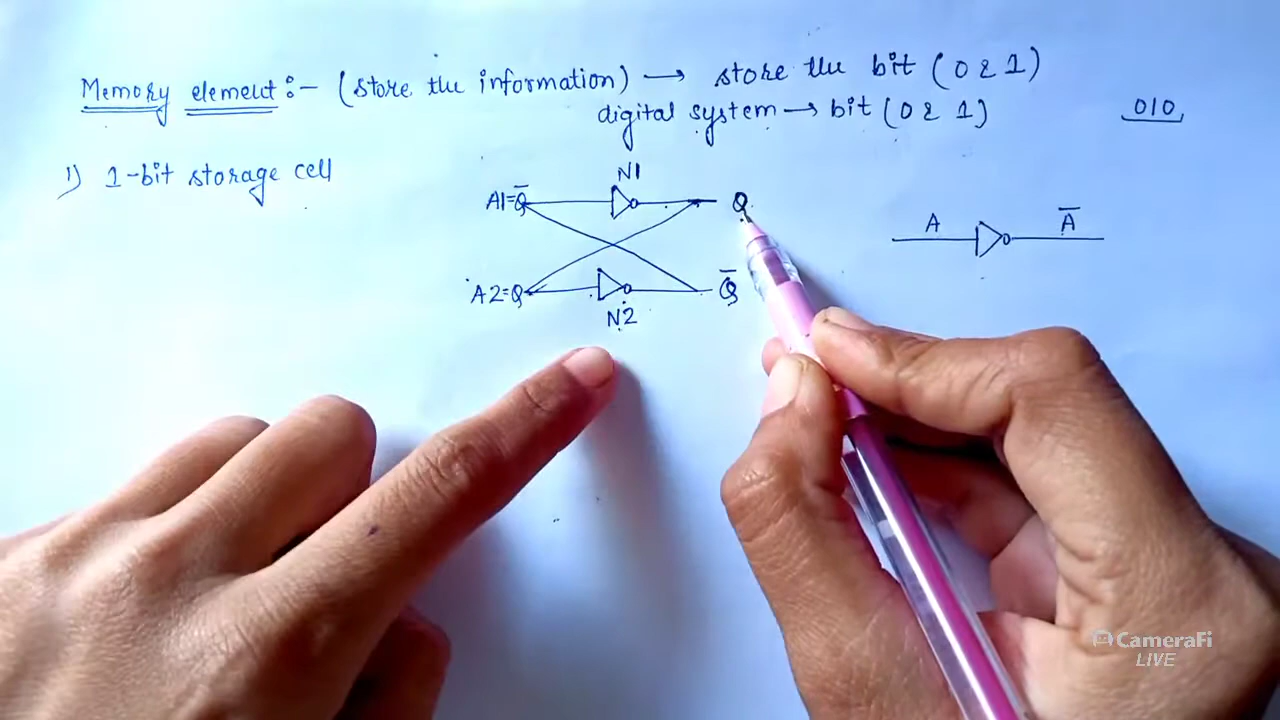 Memory element :- (store the information) → store the bit (0 & 1)
digital system → bit (0 & 1)
010
1) 1-bit storage cell
N1
A1=Q̅
Q
A
A̅
A2=Q
Q̅
N2
CameraFi
LIVE